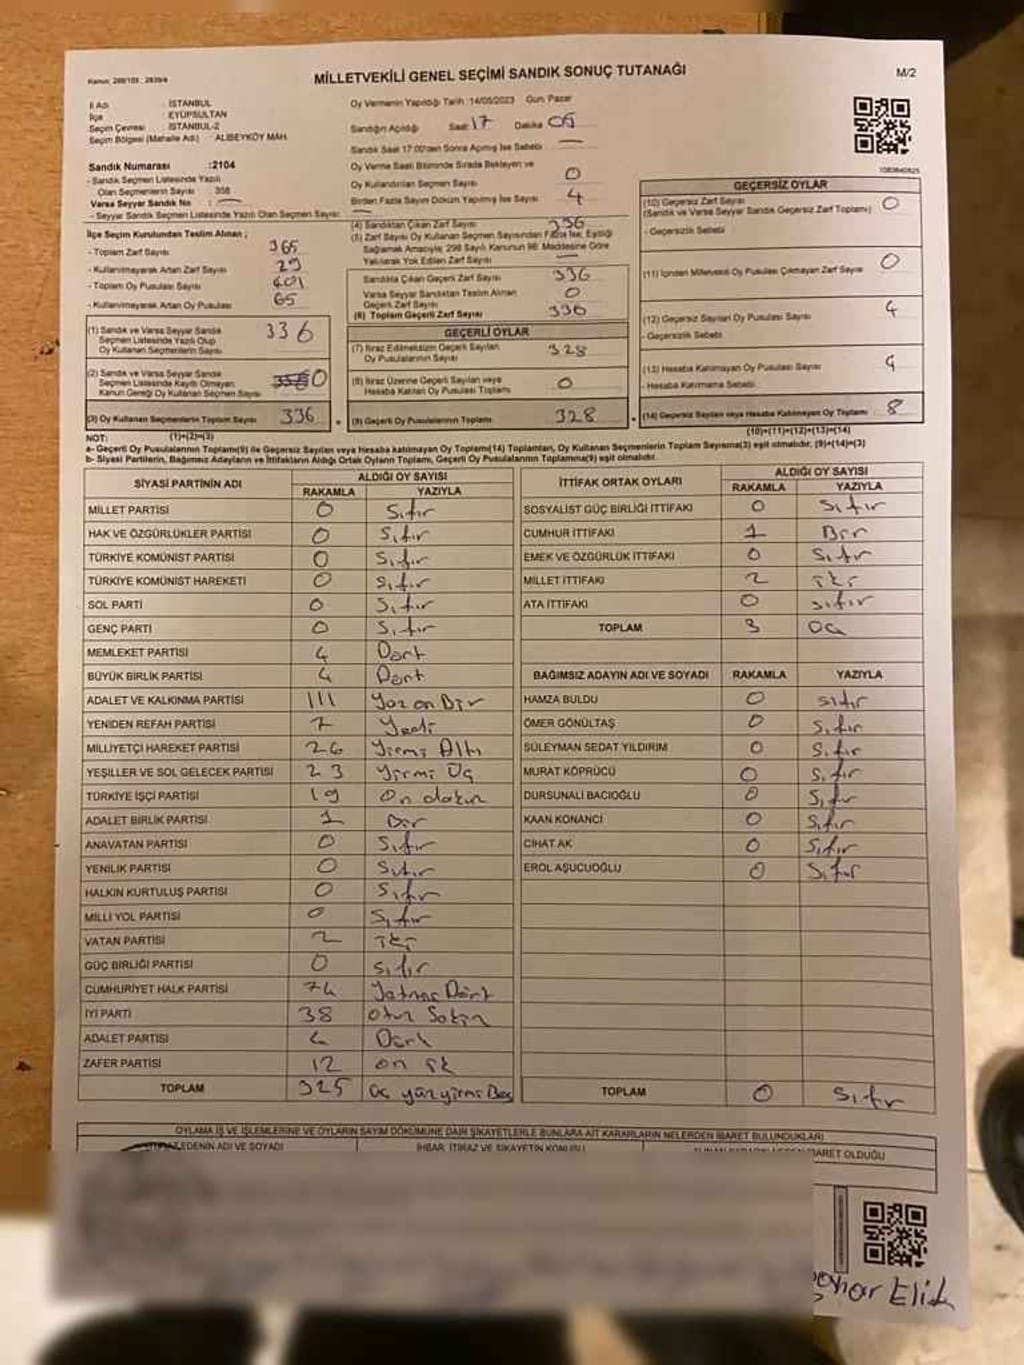 Kanun: 298/103 : 2839/4
MİLLETVEKİLİ GENEL SEÇİMİ SANDIK SONUÇ TUTANAĞI
M/2
İl Adı : İSTANBUL
İlçe : EYÜPSULTAN
Seçim Çevresi : İSTANBUL-2
Seçim Bölgesi (Mahalle Adı) : ALİBEYKÖY MAH.
Oy Vermenin Yapıldığı Tarih :14/05/2023 Gün: Pazar
Sandığın Açıldığı Saat 17 Dakika 05
Sandık Saat 17:00'den Sonra Açılmış İse Sebebi : —
Sandık Numarası :2104
- Sandık Seçmen Listesinde Yazılı
Olan Seçmenlerin Sayısı : 358
Varsa Seyyar Sandık No : —
- Seyyar Sandık Seçmen Listesinde Yazılı Olan Seçmen Sayısı: —
Oy Verme Saati Bitiminde Sırada Bekleyen ve
Oy Kullandırılan Seçmen Sayısı 0
Birden Fazla Sayım Döküm Yapılmış İse Sayısı 4
İlçe Seçim Kurulundan Teslim Alınan ;
- Toplam Zarf Sayısı 365
- Kullanılmayarak Artan Zarf Sayısı 29
- Toplam Oy Pusulası Sayısı 401
- Kullanılmayarak Artan Oy Pusulası 65
(4) Sandıktan Çıkan Zarf Sayısı 336
(5) Zarf Sayısı Oy Kullanan Seçmen Sayısından Fazla İse, Eşitliği
Sağlamak Amacıyla; 298 Sayılı Kanunun 98. Maddesine Göre
Yakılarak Yok Edilen Zarf Sayısı —
Sandıkta Çıkan Geçerli Zarf Sayısı 336
Varsa Seyyar Sandıktan Teslim Alınan
Geçerli Zarf Sayısı 0
(6) Toplam Geçerli Zarf Sayısı 336
1083640625
GEÇERSİZ OYLAR
(10) Geçersiz Zarf Sayısı 0
(Sandık ve Varsa Seyyar Sandık Geçersiz Zarf Toplamı)
- Geçersizlik Sebebi
(11) İçinden Milletvekili Oy Pusulası Çıkmayan Zarf Sayısı 0
(12) Geçersiz Sayılan Oy Pusulası Sayısı 4
- Geçersizlik Sebebi
(13) Hesaba Katılmayan Oy Pusulası Sayısı 4
- Hesaba Katılmama Sebebi
(14) Geçersiz Sayılan veya Hesaba Katılmayan Oy Toplamı 8
(10)+(11)+(12)+(13)=(14)
(1) Sandık ve Varsa Seyyar Sandık
Seçmen Listesinde Yazılı Olup
Oy Kullanan Seçmenlerin Sayısı 336
(2) Sandık ve Varsa Seyyar Sandık
Seçmen Listesinde Kayıtlı Olmayan
Kanun Gereği Oy Kullanan Seçmen Sayısı 0
(3) Oy Kullanan Seçmenlerin Toplam Sayısı 336
(1)+(2)=(3)
GEÇERLİ OYLAR
(7) İtiraz Edilmeksizin Geçerli Sayılan
Oy Pusulalarının Sayısı 328
(8) İtiraz Üzerine Geçerli Sayılan veya
Hesaba Katılan Oy Pusulası Toplamı 0
(9) Geçerli Oy Pusulalarının Toplamı 328
NOT:
a- Geçerli Oy Pusulalarının Toplamı(9) ile Geçersiz Sayılan veya Hesaba katılmayan Oy Toplamı(14) Toplamları, Oy Kullanan Seçmenlerin Toplam Sayısına(3) eşit olmalıdır. (9)+(14)=(3)
b- Siyasi Partilerin, Bağımsız Adayların ve İttifakların Aldığı Ortak Oyların Toplamı, Geçerli Oy Pusulalarının Toplamına(9) eşit olmalıdır.
SİYASİ PARTİNİN ADI ALDIĞI OY SAYISI
RAKAMLA YAZIYLA
MİLLET PARTİSİ 0 Sıfır
HAK VE ÖZGÜRLÜKLER PARTİSİ 0 Sıfır
TÜRKİYE KOMÜNİST PARTİSİ 0 Sıfır
TÜRKİYE KOMÜNİST HAREKETİ 0 Sıfır
SOL PARTİ 0 Sıfır
GENÇ PARTİ 0 Sıfır
MEMLEKET PARTİSİ 4 Dört
BÜYÜK BİRLİK PARTİSİ 4 Dört
ADALET VE KALKINMA PARTİSİ 111 Yüz on Bir
YENİDEN REFAH PARTİSİ 7 Yedi
MİLLİYETÇİ HAREKET PARTİSİ 26 Yirmi Altı
YEŞİLLER VE SOL GELECEK PARTİSİ 23 Yirmi Üç
TÜRKİYE İŞÇİ PARTİSİ 19 On dokuz
ADALET BİRLİK PARTİSİ 1 Bir
ANAVATAN PARTİSİ 0 Sıfır
YENİLİK PARTİSİ 0 Sıfır
HALKIN KURTULUŞ PARTİSİ 0 Sıfır
MİLLİ YOL PARTİSİ 0 Sıfır
VATAN PARTİSİ 2 İki
GÜÇ BİRLİĞİ PARTİSİ 0 Sıfır
CUMHURİYET HALK PARTİSİ 74 Yetmiş Dört
İYİ PARTİ 38 Otuz Sekiz
ADALET PARTİSİ 4 Dört
ZAFER PARTİSİ 12 on iki
TOPLAM 325 Üç yüz yirmi Beş
İTTİFAK ORTAK OYLARI ALDIĞI OY SAYISI
RAKAMLA YAZIYLA
SOSYALİST GÜÇ BİRLİĞİ İTTİFAKI 0 Sıfır
CUMHUR İTTİFAKI 1 Bir
EMEK VE ÖZGÜRLÜK İTTİFAKI 0 Sıfır
MİLLET İTTİFAKI 2 İki
ATA İTTİFAKI 0 Sıfır
TOPLAM 3 Üç
BAĞIMSIZ ADAYIN ADI VE SOYADI RAKAMLA YAZIYLA
HAMZA BULDU 0 Sıfır
ÖMER GÖNÜLTAŞ 0 Sıfır
SÜLEYMAN SEDAT YILDIRIM 0 Sıfır
MURAT KÖPRÜCÜ 0 Sıfır
DURSUNALİ BACIOĞLU 0 Sıfır
KAAN KONANCI 0 Sıfır
CİHAT AK 0 Sıfır
EROL AŞUCUOĞLU 0 Sıfır
TOPLAM 0 Sıfır
OYLAMA İŞ VE İŞLEMLERİNE VE OYLARIN SAYIM DÖKÜMÜNE DAİR ŞİKAYETLERLE BUNLARA AİT KARARLARIN NELERDEN İBARET BULUNDUKLARI
EDENİN ADI VE SOYADI İHBAR, İTİRAZ VE ŞİKAYETİN KONUSU İBARET OLDUĞU
Elif